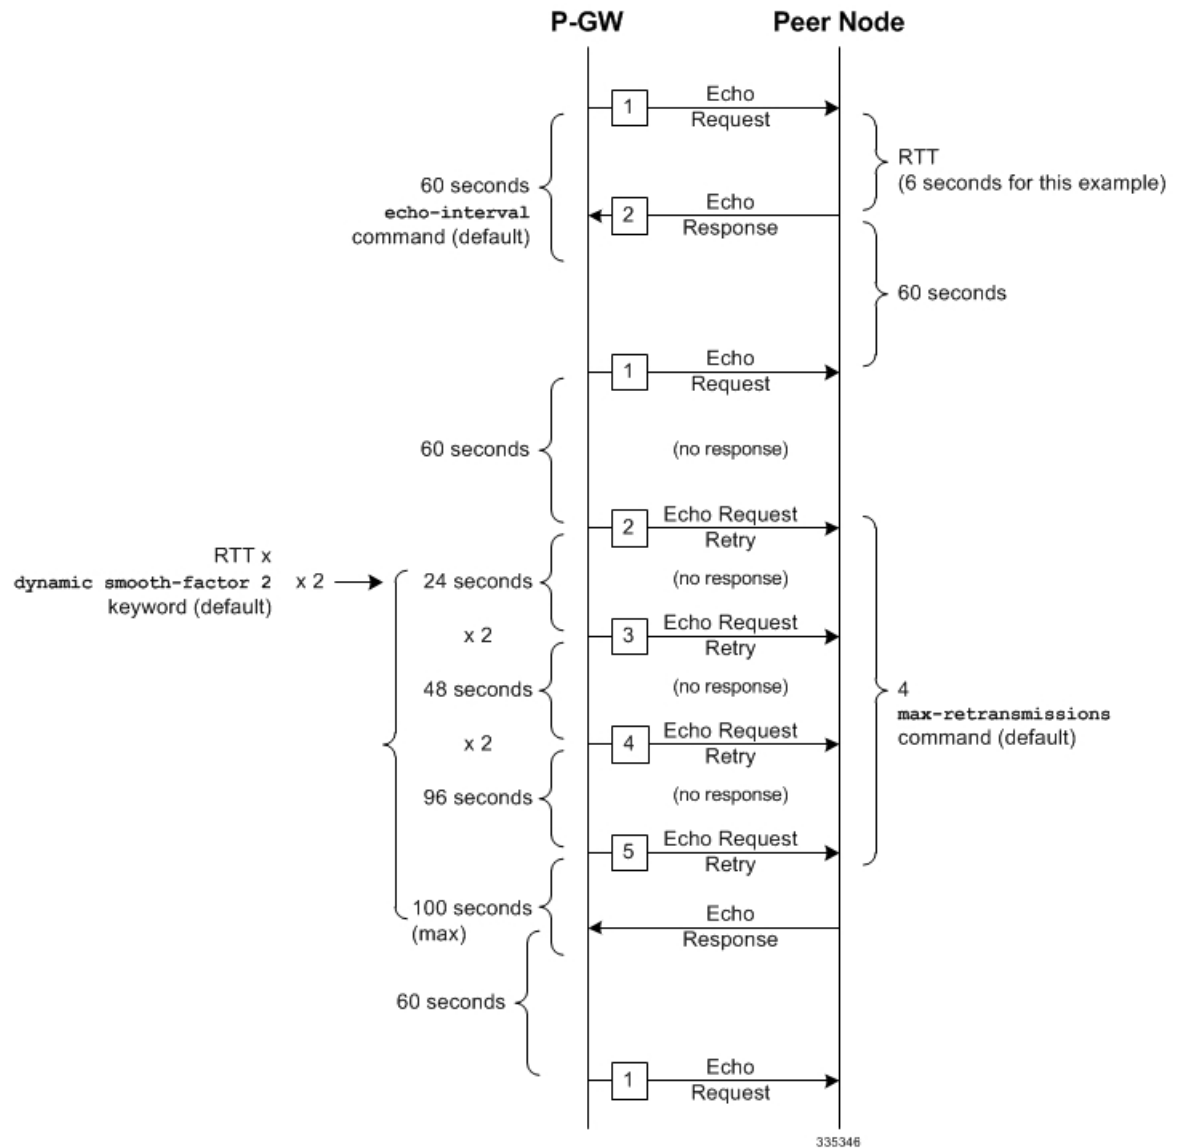 P-GW
Peer Node
1
Echo
Request
RTT
(6 seconds for this example)
60 seconds
echo-interval
command (default)
2
Echo
Response
60 seconds
1
Echo
Request
60 seconds
(no response)
2
Echo Request
Retry
RTT x
dynamic smooth-factor 2
keyword (default)
x 2
24 seconds
(no response)
x 2
3
Echo Request
Retry
48 seconds
(no response)
4
max-retransmissions
command (default)
x 2
4
Echo Request
Retry
96 seconds
(no response)
5
Echo Request
Retry
100 seconds
(max)
Echo
Response
60 seconds
1
Echo
Request
335346